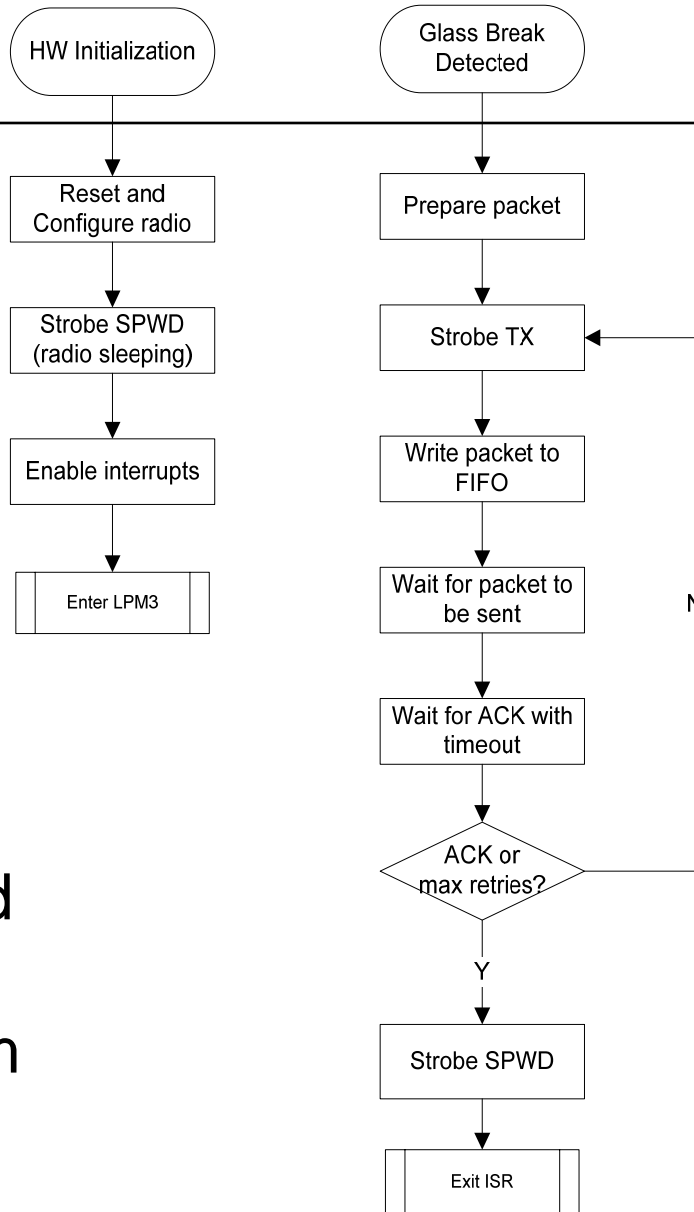 HW Initialization
Reset and
Configure radio
Strobe SPWD
(radio sleeping)
Enable interrupts
Enter LPM3
Glass Break
Detected
Prepare packet
Strobe TX
Write packet to
FIFO
Wait for packet to
be sent
Wait for ACK with
timeout
ACK or
max retries?
Y
Strobe SPWD
Exit ISR